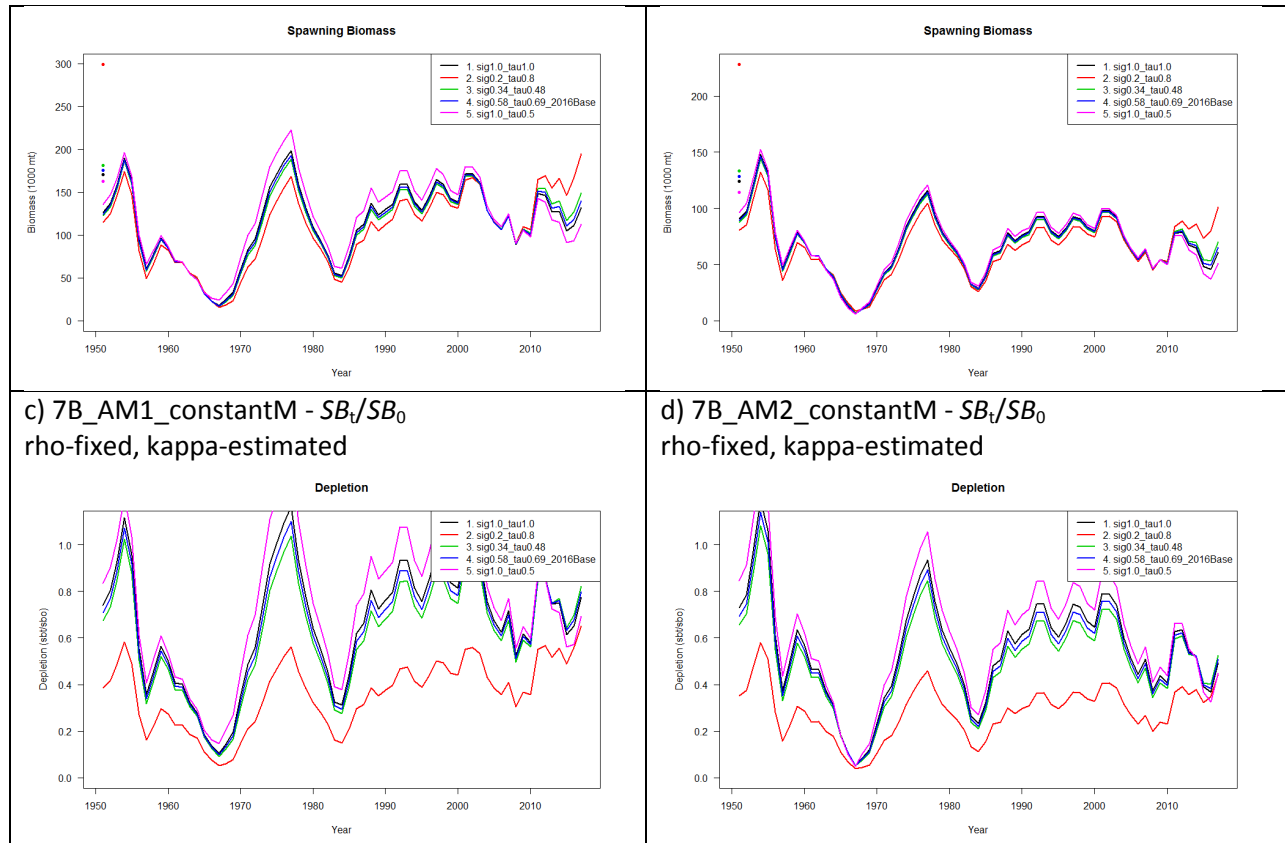 Spawning Biomass
1. sig1.0_tau1.0
2. sig0.2_tau0.8
3. sig0.34_tau0.48
4. sig0.58_tau0.69_2016Base
5. sig1.0_tau0.5
Biomass (1000 mt)
300
250
200
150
100
50
0
1950 1960 1970 1980 1990 2000 2010
Year
Spawning Biomass
1. sig1.0_tau1.0
2. sig0.2_tau0.8
3. sig0.34_tau0.48
4. sig0.58_tau0.69_2016Base
5. sig1.0_tau0.5
Biomass (1000 mt)
200
150
100
50
0
1950 1960 1970 1980 1990 2000 2010
Year
c) 7B_AM1_constantM - SBt/SB0
rho-fixed, kappa-estimated
Depletion
1. sig1.0_tau1.0
2. sig0.2_tau0.8
3. sig0.34_tau0.48
4. sig0.58_tau0.69_2016Base
5. sig1.0_tau0.5
Depletion (sbt/sbo)
1.0
0.8
0.6
0.4
0.2
0.0
1950 1960 1970 1980 1990 2000 2010
Year
d) 7B_AM2_constantM - SBt/SB0
rho-fixed, kappa-estimated
Depletion
1. sig1.0_tau1.0
2. sig0.2_tau0.8
3. sig0.34_tau0.48
4. sig0.58_tau0.69_2016Base
5. sig1.0_tau0.5
Depletion (sbt/sbo)
1.0
0.8
0.6
0.4
0.2
0.0
1950 1960 1970 1980 1990 2000 2010
Year